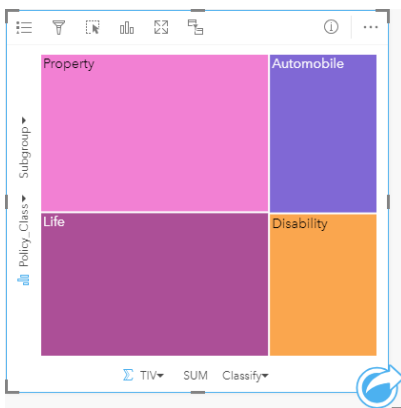 Property
Automobile
Life
Disability
Policy_Class Subgroup
Σ TIV SUM Classify